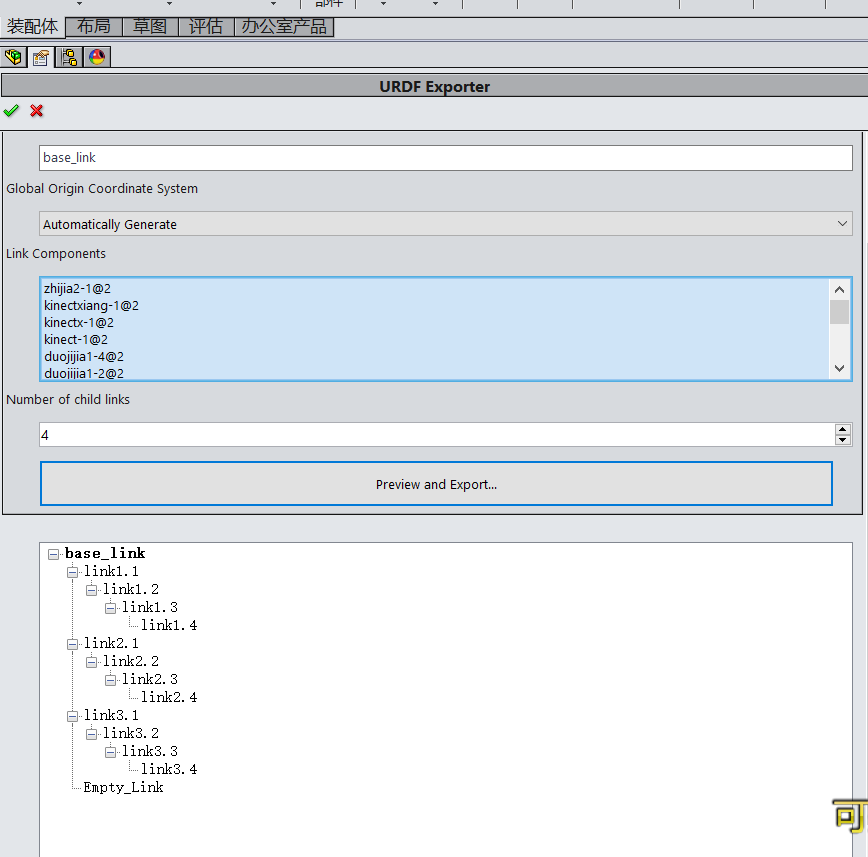 部件
装配体 布局 草图 评估 办公室产品
URDF Exporter
base_link
Global Origin Coordinate System
Automatically Generate
Link Components
zhijia2-1@2
kinectxiang-1@2
kinectx-1@2
kinect-1@2
duojijia1-4@2
duojijia1-2@2
Number of child links
4
Preview and Export...
base_link
link1.1
link1.2
link1.3
link1.4
link2.1
link2.2
link2.3
link2.4
link3.1
link3.2
link3.3
link3.4
Empty_Link
可